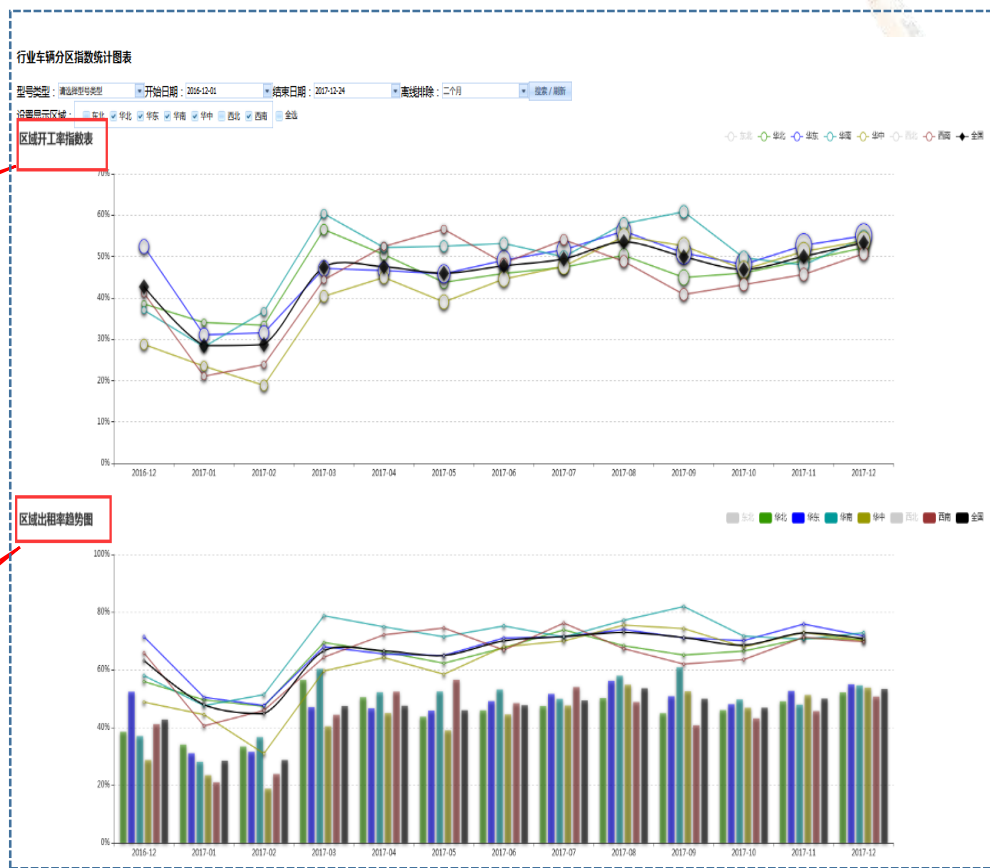 行业车辆分区指数统计图表
型号类型：请选择型号类型 开始日期：2016-12-01 结束日期：2017-12-24 离线排除：二个月 搜索 / 刷新
设置显示区域： 东北 华北 华东 华南 华中 西北 西南 全选
区域开工率指数表
东北 华北 华东 华南 华中 西北 西南 全国
70%
60%
50%
40%
30%
20%
10%
0%
2016-12 2017-01 2017-02 2017-03 2017-04 2017-05 2017-06 2017-07 2017-08 2017-09 2017-10 2017-11 2017-12
区域出租率趋势图
东北 华北 华东 华南 华中 西北 西南 全国
100%
80%
60%
40%
20%
0%
2016-12 2017-01 2017-02 2017-03 2017-04 2017-05 2017-06 2017-07 2017-08 2017-09 2017-10 2017-11 2017-12